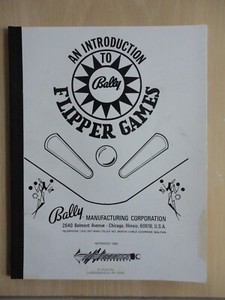 AN INTRODUCTION
TO
Bally
FLIPPER GAMES
Bally MANUFACTURING CORPORATION
2640 Belmont Avenue · Chicago, Illinois, 60618, U.S.A.